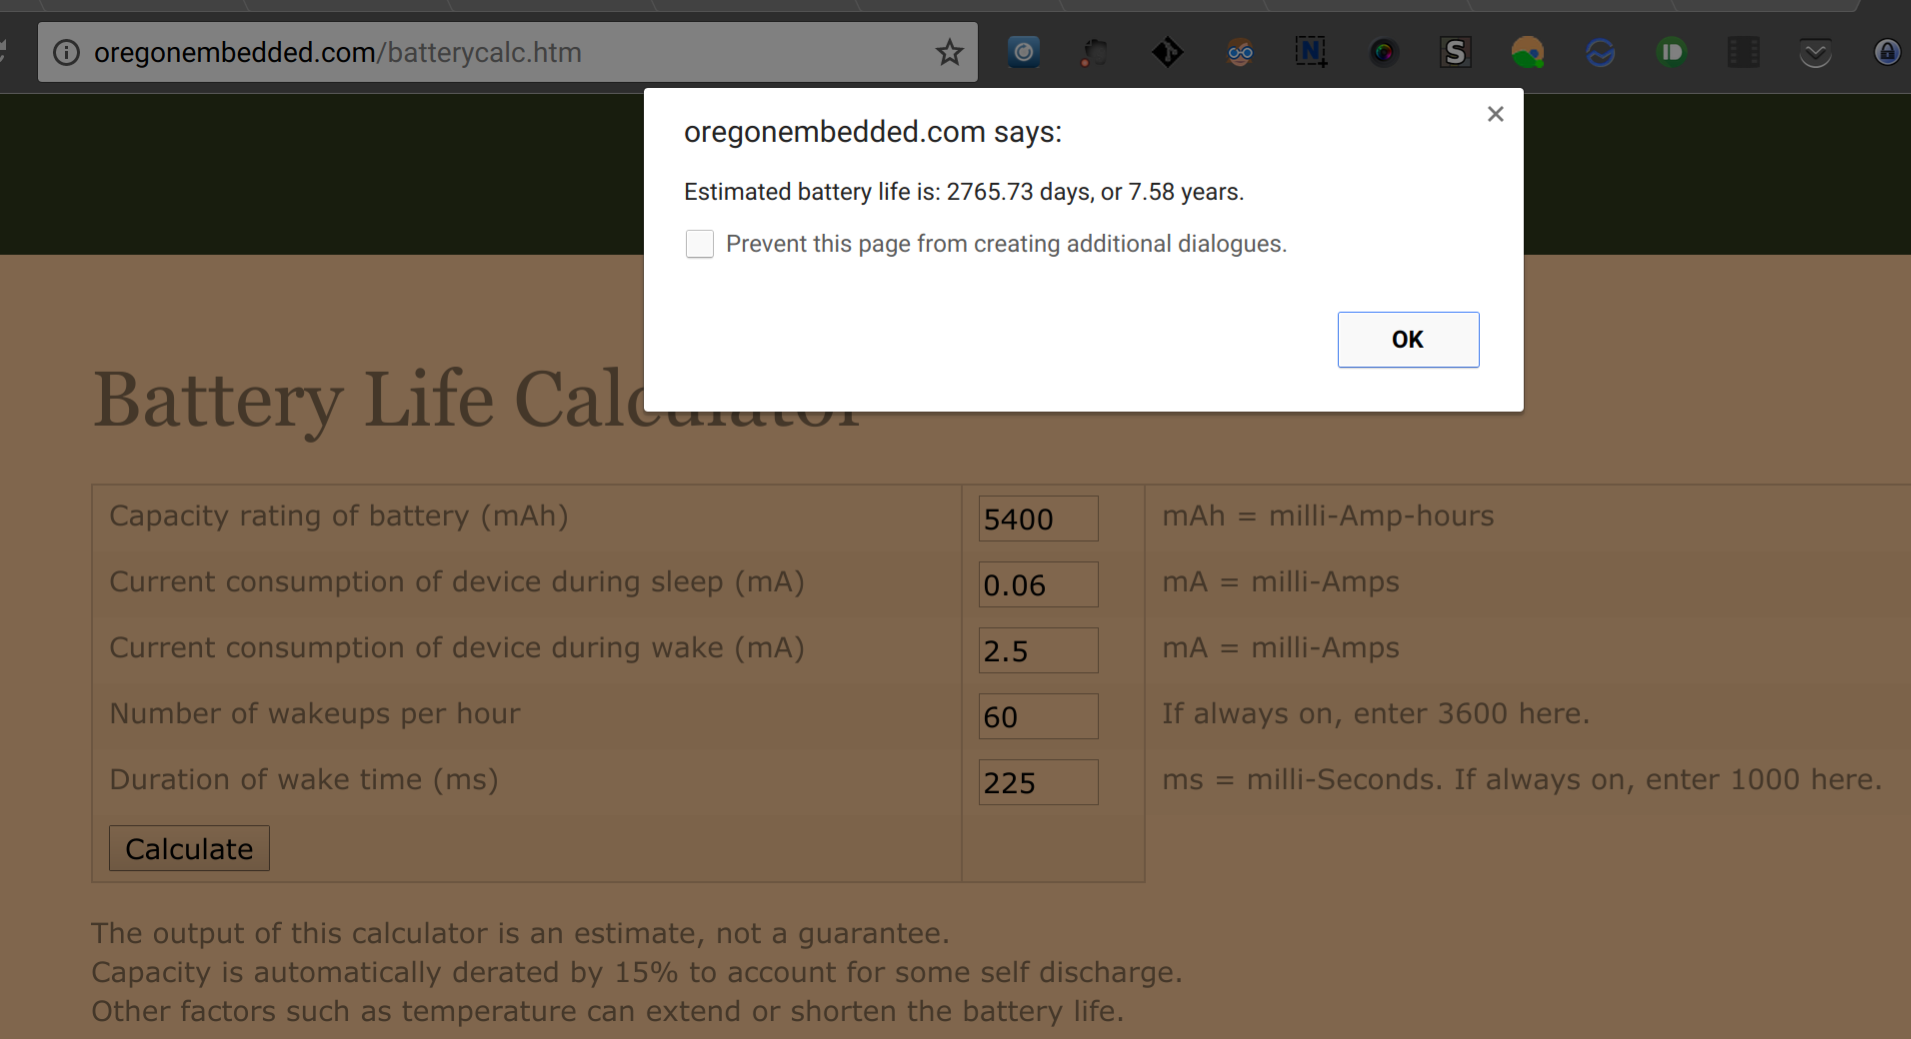 oregonembedded.com/batterycalc.htm
oregonembedded.com says:
Estimated battery life is: 2765.73 days, or 7.58 years.
Prevent this page from creating additional dialogues.
OK
Battery Life Calculator
Capacity rating of battery (mAh) 5400 mAh = milli-Amp-hours
Current consumption of device during sleep (mA) 0.06 mA = milli-Amps
Current consumption of device during wake (mA) 2.5 mA = milli-Amps
Number of wakeups per hour 60 If always on, enter 3600 here.
Duration of wake time (ms) 225 ms = milli-Seconds. If always on, enter 1000 here.
Calculate
The output of this calculator is an estimate, not a guarantee.
Capacity is automatically derated by 15% to account for some self discharge.
Other factors such as temperature can extend or shorten the battery life.